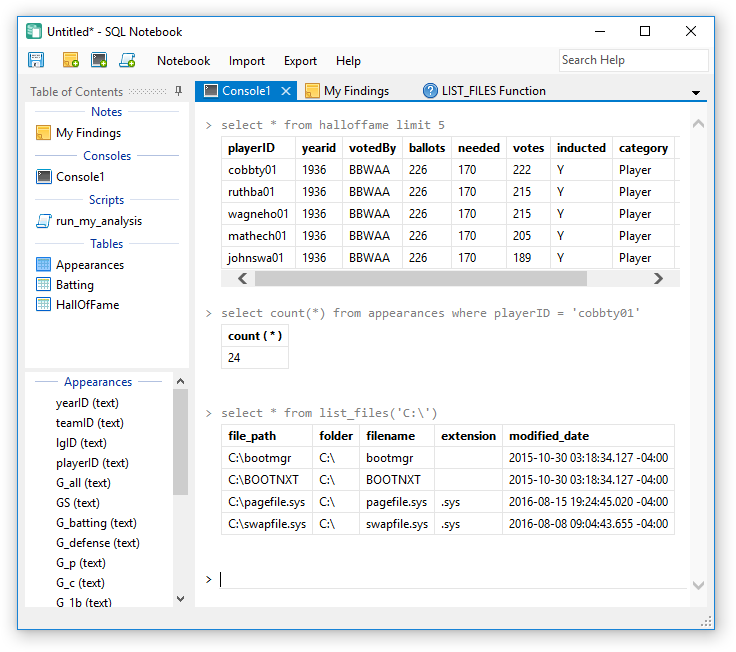 Untitled* - SQL Notebook
Notebook Import Export Help Search Help
Table of Contents
Console1 My Findings LIST_FILES Function
Notes
My Findings
Consoles
Console1
Scripts
run_my_analysis
Tables
Appearances
Batting
HallOfFame
Appearances
yearID (text)
teamID (text)
lgID (text)
playerID (text)
G_all (text)
GS (text)
G_batting (text)
G_defense (text)
G_p (text)
G_c (text)
G_1b (text)
> select * from halloffame limit 5
playerID yearid votedBy ballots needed votes inducted category
cobbty01 1936 BBWAA 226 170 222 Y Player
ruthba01 1936 BBWAA 226 170 215 Y Player
wagneho01 1936 BBWAA 226 170 215 Y Player
mathech01 1936 BBWAA 226 170 205 Y Player
johnswa01 1936 BBWAA 226 170 189 Y Player
> select count(*) from appearances where playerID = 'cobbty01'
count ( * )
24
> select * from list_files('C:\')
file_path folder filename extension modified_date
C:\bootmgr C:\ bootmgr 2015-10-30 03:18:34.127 -04:00
C:\BOOTNXT C:\ BOOTNXT 2015-10-30 03:18:34.127 -04:00
C:\pagefile.sys C:\ pagefile.sys .sys 2016-08-15 19:24:45.020 -04:00
C:\swapfile.sys C:\ swapfile.sys .sys 2016-08-08 09:04:43.655 -04:00
>